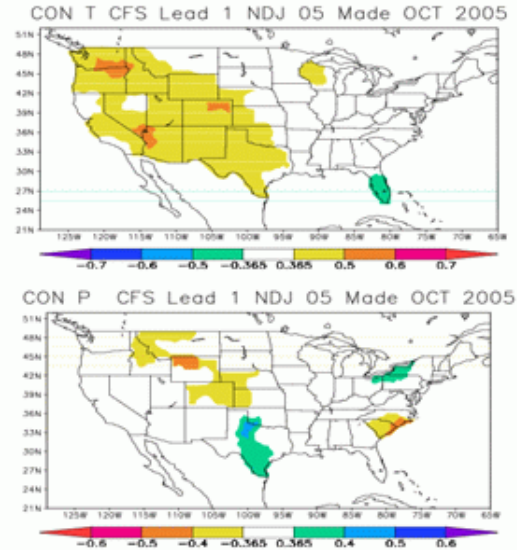 CON T CFS Lead 1 NDJ 05 Made OCT 2005
51N
48N
45N
42N
39N
36N
33N
30N
27N
24N
21N
125W 120W 115W 110W 105W 100W 95W 90W 85W 80W 75W 70W 65W
-0.7 -0.6 -0.5 -0.365 0.365 0.5 0.6 0.7
CON P CFS Lead 1 NDJ 05 Made OCT 2005
51N
48N
45N
42N
39N
36N
33N
30N
27N
24N
21N
125W 120W 115W 110W 105W 100W 95W 90W 85W 80W 75W 70W 65W
-0.6 -0.5 -0.4 -0.365 0.365 0.4 0.5 0.6